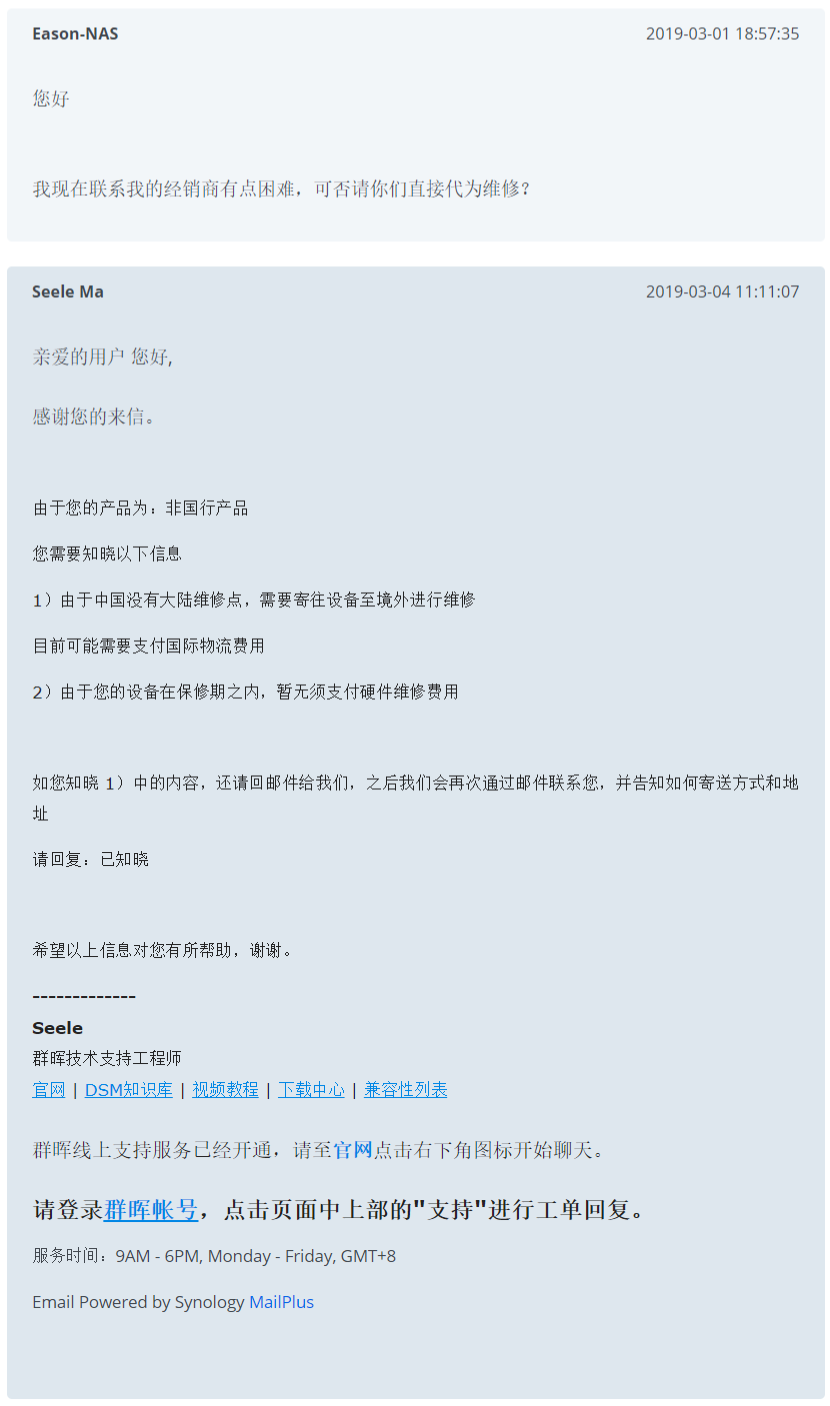 Eason-NAS 2019-03-01 18:57:35
您好
我现在联系我的经销商有点困难，可否请你们直接代为维修？
Seele Ma 2019-03-04 11:11:07
亲爱的用户 您好,
感谢您的来信。
由于您的产品为：非国行产品
您需要知晓以下信息
1）由于中国没有大陆维修点，需要寄往设备至境外进行维修
目前可能需要支付国际物流费用
2）由于您的设备在保修期之内，暂无须支付硬件维修费用
如您知晓 1）中的内容，还请回邮件给我们，之后我们会再次通过邮件联系您，并告知如何寄送方式和地
址
请回复：已知晓
希望以上信息对您有所帮助，谢谢。
-------------
Seele
群晖技术支持工程师
官网 | DSM知识库 | 视频教程 | 下载中心 | 兼容性列表
群晖线上支持服务已经开通，请至官网点击右下角图标开始聊天。
请登录群晖帐号，点击页面中上部的"支持"进行工单回复。
服务时间：9AM - 6PM, Monday - Friday, GMT+8
Email Powered by Synology MailPlus